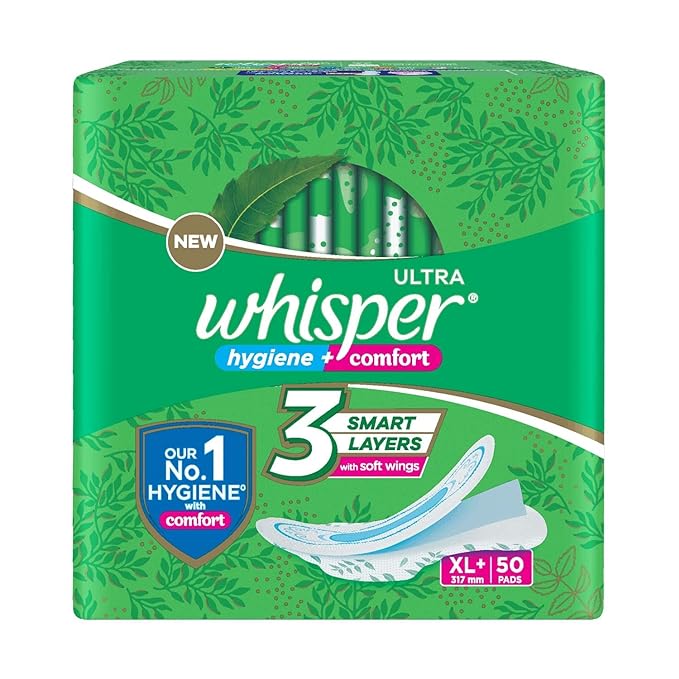 NEW
ULTRA
whisper®
hygiene + comfort
3 SMART
LAYERS
with soft wings
OUR
No.1
HYGIENE°
with
comfort
XL+ 50
317 mm PADS